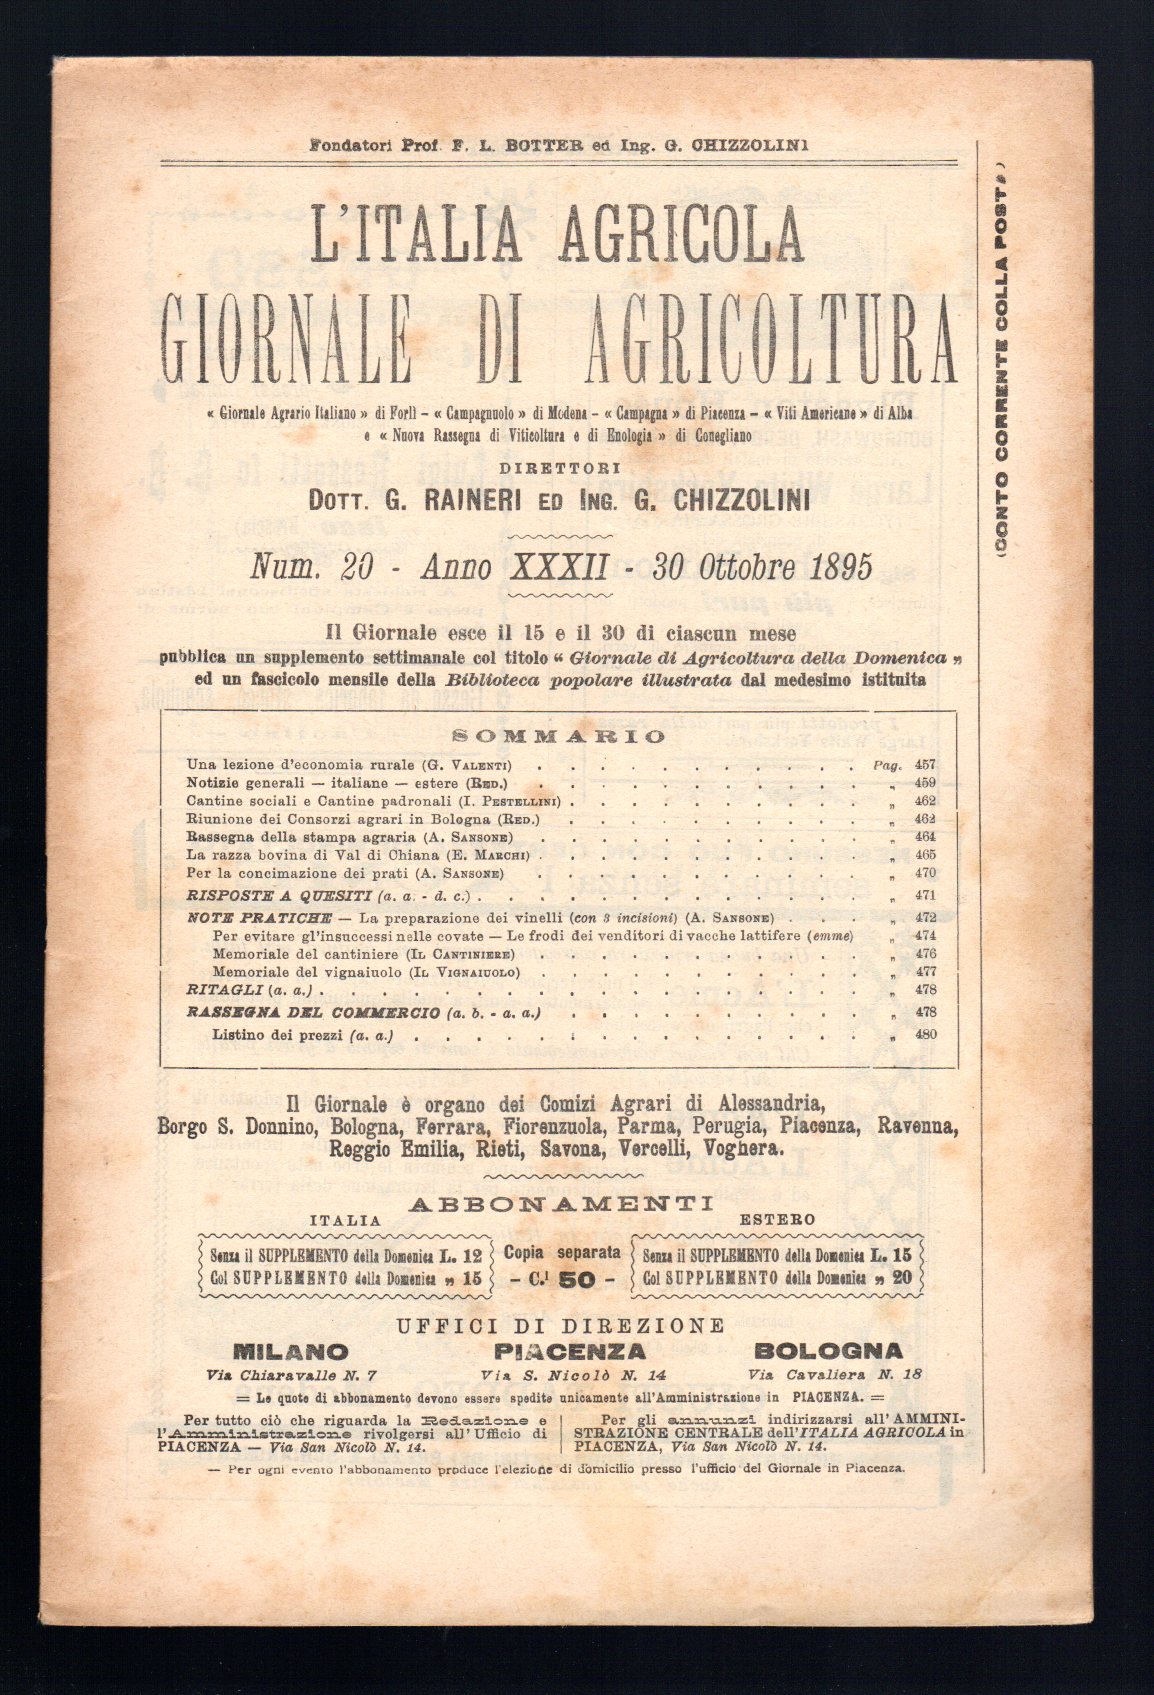 Fondatori Prof. F. L. BOTTER ed Ing. G. CHIZZOLINI
L'ITALIA AGRICOLA
GIORNALE DI AGRICOLTURA
« Giornale Agrario Italiano » di Forlì – « Campagnuolo » di Modena – « Campagna » di Piacenza – « Viti Americane » di Alba
e « Nuova Rassegna di Viticoltura e di Enologia » di Conegliano
DIRETTORI
DOTT. G. RAINERI ED ING. G. CHIZZOLINI
Num. 20 - Anno XXXII - 30 Ottobre 1895
Il Giornale esce il 15 e il 30 di ciascun mese
pubblica un supplemento settimanale col titolo “ Giornale di Agricoltura della Domenica „
ed un fascicolo mensile della Biblioteca popolare illustrata dal medesimo istituita
SOMMARIO
Una lezione d'economia rurale (G. VALENTI) . . . . . . . . . . . Pag. 457
Notizie generali — italiane — estere (RED.) . . . . . . . . . . . „ 459
Cantine sociali e Cantine padronali (I. PESTELLINI) . . . . . . . . . . „ 462
Riunione dei Consorzi agrari in Bologna (RED.) . . . . . . . . . . „ 462
Rassegna della stampa agraria (A. SANSONE) . . . . . . . . . . . „ 464
La razza bovina di Val di Chiana (E. MARCHI) . . . . . . . . . . . „ 465
Per la concimazione dei prati (A. SANSONE) . . . . . . . . . . . „ 470
RISPOSTE A QUESITI (a. a. - d. c.) . . . . . . . . . . . . . „ 471
NOTE PRATICHE — La preparazione dei vinelli (con 3 incisioni) (A. SANSONE) . . . „ 472
Per evitare gl'insuccessi nelle covate — Le frodi dei venditori di vacche lattifere (emme) „ 474
Memoriale del cantiniere (IL CANTINIERE) . . . . . . . . . . . „ 476
Memoriale del vignaiuolo (IL VIGNAIUOLO) . . . . . . . . . . . „ 477
RITAGLI (a. a.) . . . . . . . . . . . . . . . . . . „ 478
RASSEGNA DEL COMMERCIO (a. b. - a. a.) . . . . . . . . . . „ 478
Listino dei prezzi (a. a.) . . . . . . . . . . . . . . . „ 480
Il Giornale è organo dei Comizi Agrari di Alessandria,
Borgo S. Donnino, Bologna, Ferrara, Fiorenzuola, Parma, Perugia, Piacenza, Ravenna,
Reggio Emilia, Rieti, Savona, Vercelli, Voghera.
ABBONAMENTI
ITALIA
Senza il SUPPLEMENTO della Domenica L. 12
Col SUPPLEMENTO della Domenica „ 15
Copia separata
– C.i 50 –
ESTERO
Senza il SUPPLEMENTO della Domenica L. 15
Col SUPPLEMENTO della Domenica „ 20
UFFICI DI DIREZIONE
MILANO PIACENZA BOLOGNA
Via Chiaravalle N. 7 Via S. Nicolò N. 14 Via Cavaliera N. 18
= Le quote di abbonamento devono essere spedite unicamente all'Amministrazione in PIACENZA. =
Per tutto ciò che riguarda la Redazione e
l'Amministrazione rivolgersi all'Ufficio di
PIACENZA — Via San Nicolò N. 14.
Per gli annunzi indirizzarsi all'AMMINI-
STRAZIONE CENTRALE dell'ITALIA AGRICOLA in
PIACENZA, Via San Nicolò N. 14.
— Per ogni evento l'abbonamento produce l'elezione di domicilio presso l'ufficio del Giornale in Piacenza.
(CONTO CORRENTE COLLA POSTA)